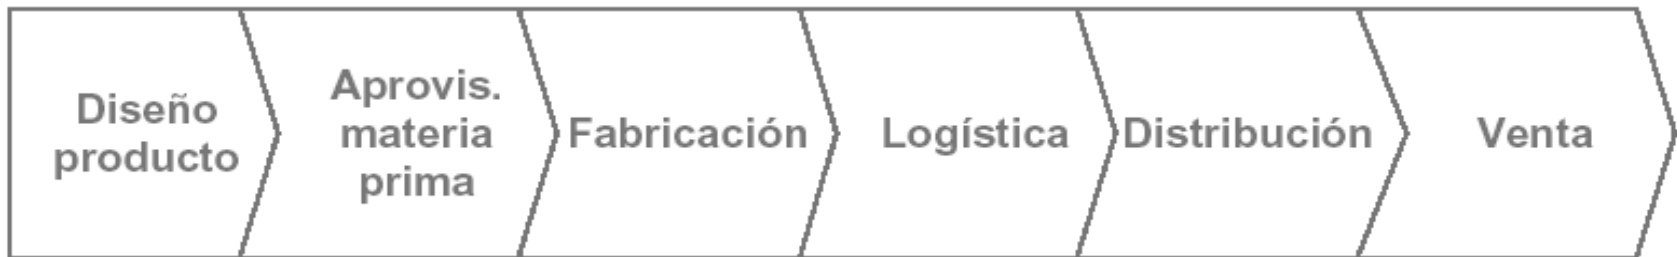 Diseño
producto
Aprovis.
materia
prima
Fabricación
Logística
Distribución
Venta